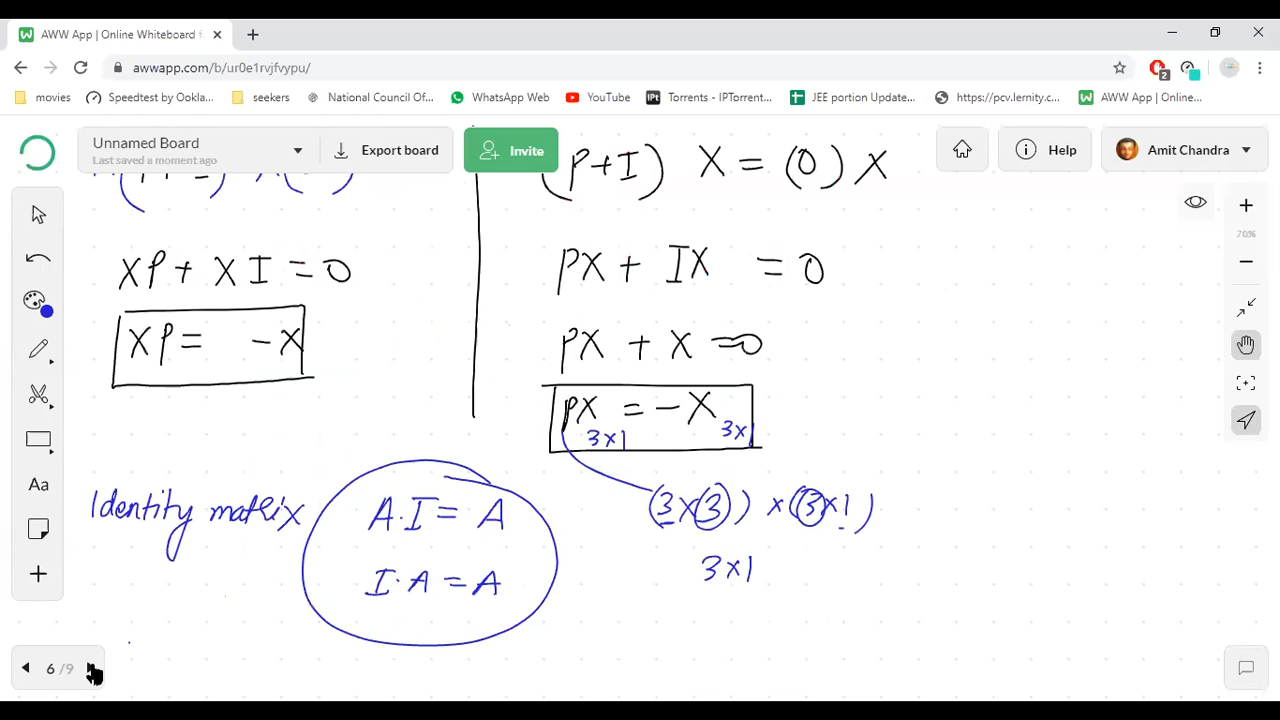 AWW App | Online Whiteboard f
awwapp.com/b/ur0e1rvjfvypu/
2
movies
Speedtest by Ookla...
seekers
National Council Of...
WhatsApp Web
YouTube
Torrents - IPTorrent...
JEE portion Update...
https://pcv.lernity.c...
AWW App | Online...
Unnamed Board
Last saved a moment ago
Export board
Invite
Help
Amit Chandra
70%
Aa
XP + XI = 0
XP = -X
(P+I) X = (0) X
PX + IX = 0
PX + X = 0
PX = -X
3×1 3×1
Identity matrix
A·I = A
I·A = A
(3×(3)) × (3×1)
3×1
6 /9